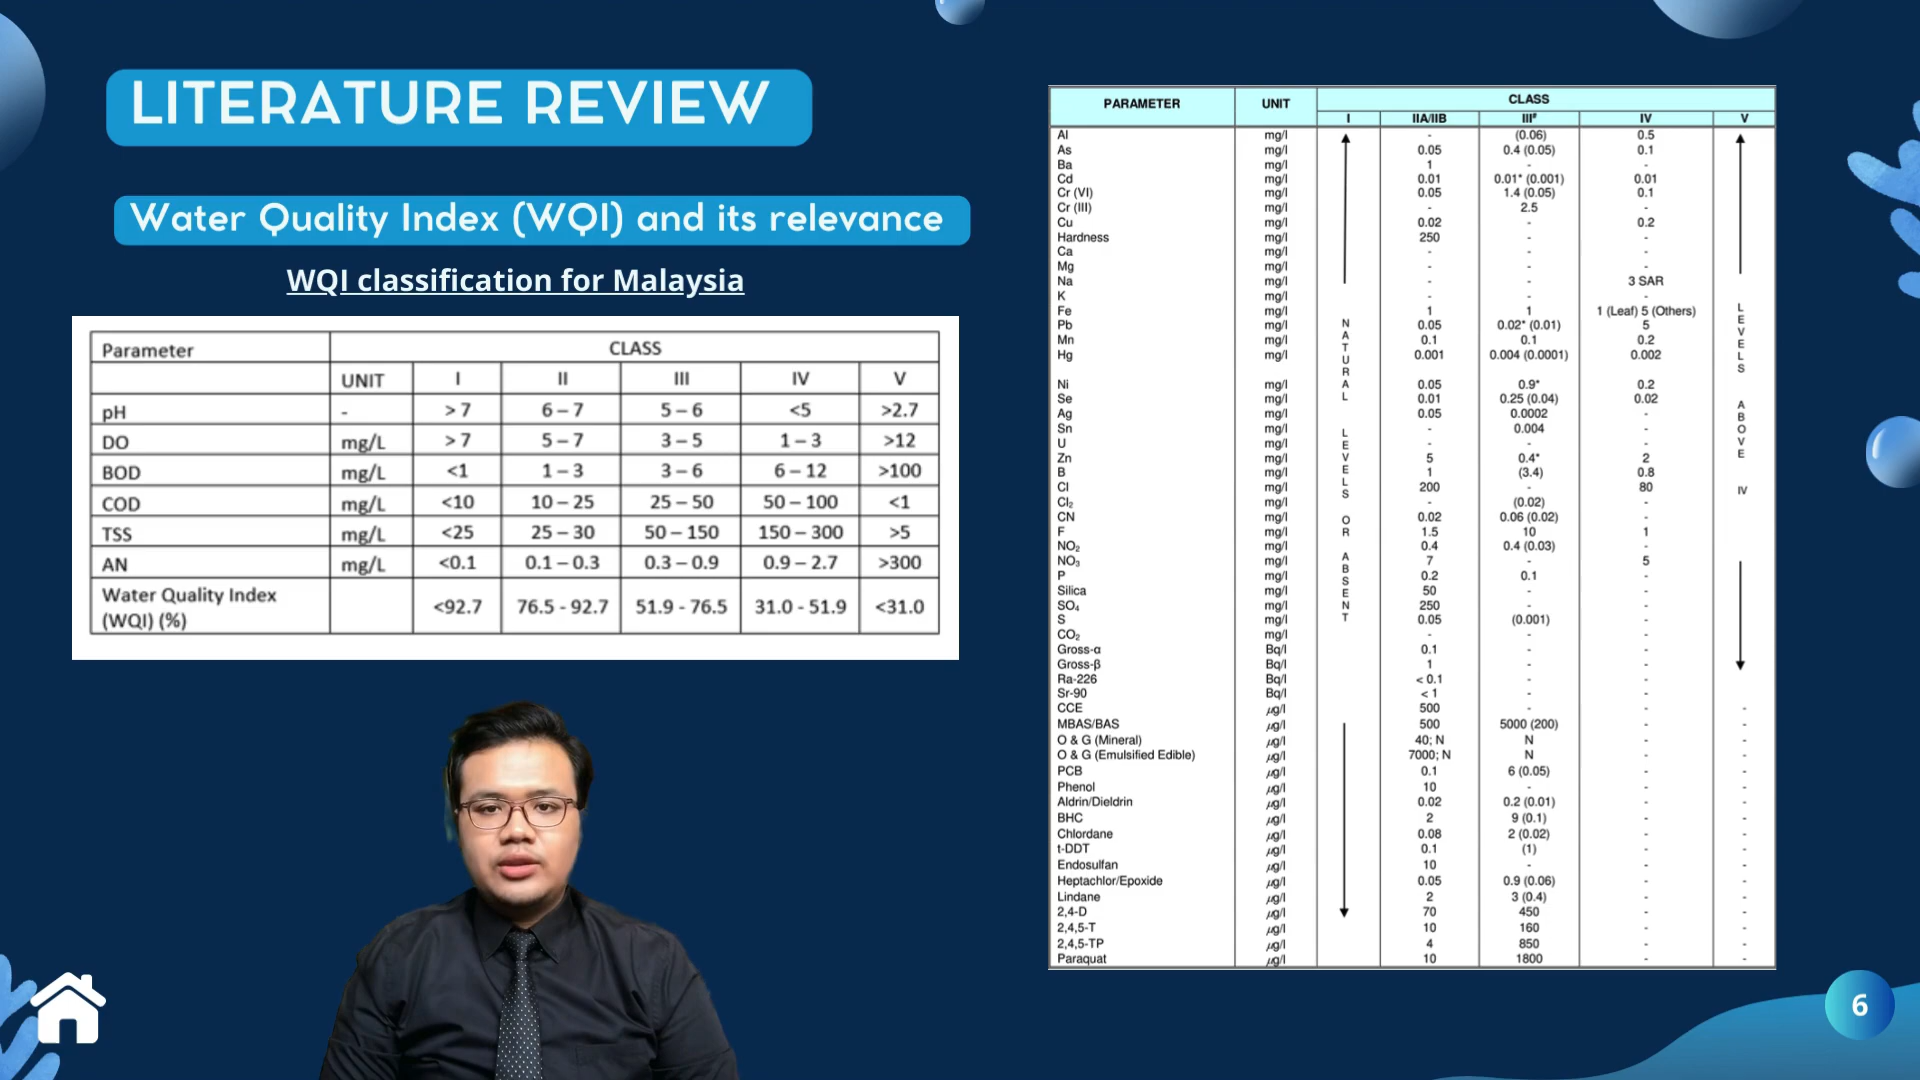 LITERATURE REVIEW
Water Quality Index (WQI) and its relevance
WQI classification for Malaysia
Parameter CLASS
UNIT I II III IV V
pH - > 7 6 – 7 5 – 6 <5 >2.7
DO mg/L > 7 5 – 7 3 – 5 1 – 3 >12
BOD mg/L <1 1 – 3 3 – 6 6 – 12 >100
COD mg/L <10 10 – 25 25 – 50 50 – 100 <1
TSS mg/L <25 25 – 30 50 – 150 150 – 300 >5
AN mg/L <0.1 0.1 – 0.3 0.3 – 0.9 0.9 – 2.7 >300
Water Quality Index
(WQI) (%) <92.7 76.5 - 92.7 51.9 - 76.5 31.0 - 51.9 <31.0
PARAMETER UNIT CLASS
I IIA/IIB III# IV V
Al mg/l - (0.06) 0.5
As mg/l 0.05 0.4 (0.05) 0.1
Ba mg/l 1 - -
Cd mg/l 0.01 0.01* (0.001) 0.01
Cr (VI) mg/l 0.05 1.4 (0.05) 0.1
Cr (III) mg/l - 2.5 -
Cu mg/l 0.02 - 0.2
Hardness mg/l 250 - -
Ca mg/l - - -
Mg mg/l - - -
Na mg/l - - 3 SAR
K mg/l - - -
Fe mg/l 1 1 1 (Leaf) 5 (Others)
Pb mg/l 0.05 0.02* (0.01) 5
Mn mg/l 0.1 0.1 0.2
Hg mg/l 0.001 0.004 (0.0001) 0.002
Ni mg/l 0.05 0.9* 0.2
Se mg/l 0.01 0.25 (0.04) 0.02
Ag mg/l 0.05 0.0002 -
Sn mg/l - 0.004 -
U mg/l - - -
Zn mg/l 5 0.4* 2
B mg/l 1 (3.4) 0.8
Cl mg/l 200 - 80
Cl₂ mg/l - (0.02) -
CN mg/l 0.02 0.06 (0.02) -
F mg/l 1.5 10 1
NO₂ mg/l 0.4 0.4 (0.03) -
NO₃ mg/l 7 - 5
P mg/l 0.2 0.1 -
Silica mg/l 50 - -
SO₄ mg/l 250 - -
S mg/l 0.05 (0.001) -
CO₂ mg/l - - -
Gross-α Bq/l 0.1 - -
Gross-β Bq/l 1 - -
Ra-226 Bq/l < 0.1 - -
Sr-90 Bq/l < 1 - -
CCE µg/l 500 - - -
MBAS/BAS µg/l 500 5000 (200) - -
O & G (Mineral) µg/l 40; N N - -
O & G (Emulsified Edible) µg/l 7000; N N - -
PCB µg/l 0.1 6 (0.05) - -
Phenol µg/l 10 - - -
Aldrin/Dieldrin µg/l 0.02 0.2 (0.01) - -
BHC µg/l 2 9 (0.1) - -
Chlordane µg/l 0.08 2 (0.02) - -
t-DDT µg/l 0.1 (1) - -
Endosulfan µg/l 10 - - -
Heptachlor/Epoxide µg/l 0.05 0.9 (0.06) - -
Lindane µg/l 2 3 (0.4) - -
2,4-D µg/l 70 450 - -
2,4,5-T µg/l 10 160 - -
2,4,5-TP µg/l 4 850 - -
Paraquat µg/l 10 1800 - -
NATURAL LEVELS OR ABSENT
LEVELS ABOVE IV
6